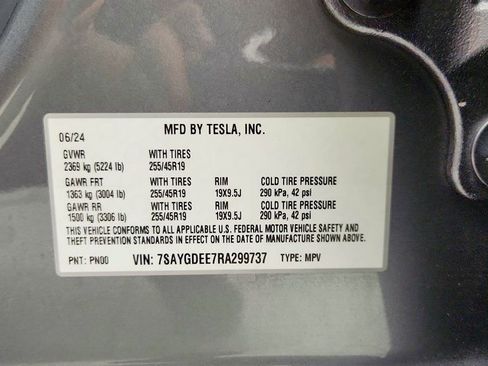 06/24 MFD BY TESLA, INC.
GVWR WITH TIRES
2369 kg (5224 lb) 255/45R19
GAWR FRT WITH TIRES RIM COLD TIRE PRESSURE
1363 kg (3004 lb) 255/45R19 19X9.5J 290 kPa, 42 psi
GAWR RR WITH TIRES RIM COLD TIRE PRESSURE
1500 kg (3306 lb) 255/45R19 19X9.5J 290 kPa, 42 psi
THIS VEHICLE CONFORMS TO ALL APPLICABLE U.S. FEDERAL MOTOR VEHICLE SAFETY AND
THEFT PREVENTION STANDARDS IN EFFECT ON THE DATE OF MANUFACTURE SHOWN ABOVE.
PNT: PN00 VIN: 7SAYGDEE7RA299737 TYPE: MPV